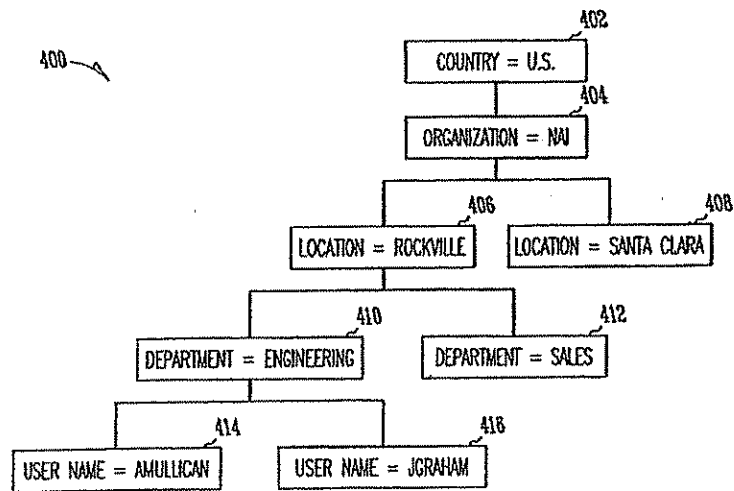 400
402
COUNTRY = U.S.
404
ORGANIZATION = NAI
406
LOCATION = ROCKVILLE
408
LOCATION = SANTA CLARA
410
DEPARTMENT = ENGINEERING
412
DEPARTMENT = SALES
414
USER NAME = AMULLICAN
416
USER NAME = JGRAHAM